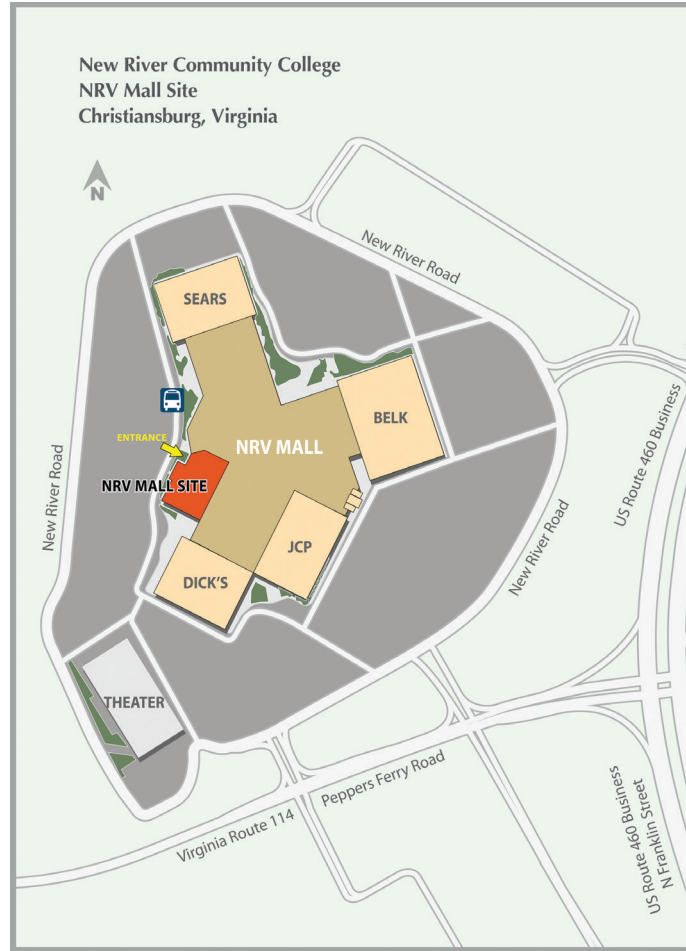 New River Community College
NRV Mall Site
Christiansburg, Virginia
N
New River Road
SEARS
BELK
US Route 460 Business
ENTRANCE
NRV MALL
NRV MALL SITE
New River Road
JCP
New River Road
DICK'S
THEATER
Peppers Ferry Road
Virginia Route 114
US Route 460 Business
N Franklin Street